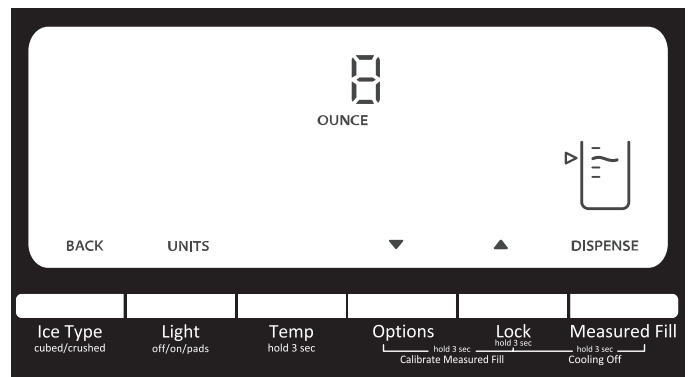 8
OUNCE
BACK UNITS DISPENSE
Ice Type Light Temp Options Lock Measured Fill
cubed/crushed off/on/pads hold 3 sec hold 3 sec hold 3 sec hold 3 sec
Calibrate Measured Fill Cooling Off